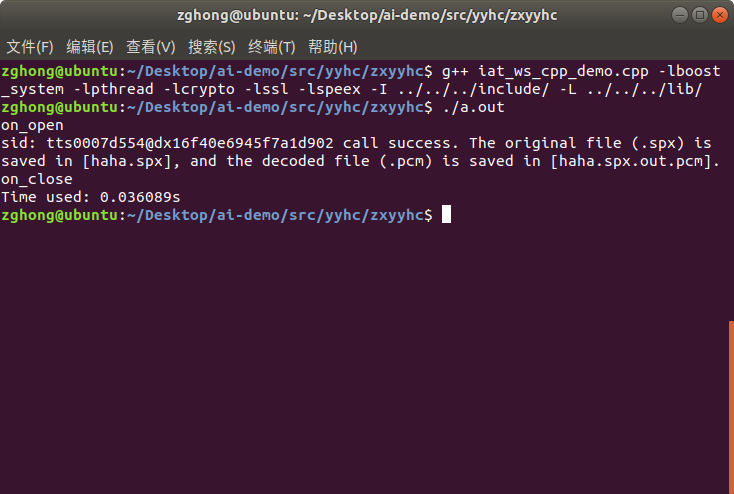 zghong@ubuntu: ~/Desktop/ai-demo/src/yyhc/zxyyhc
文件(F) 编辑(E) 查看(V) 搜索(S) 终端(T) 帮助(H)
zghong@ubuntu:~/Desktop/ai-demo/src/yyhc/zxyyhc$ g++ iat_ws_cpp_demo.cpp -lboost
_system -lpthread -lcrypto -lssl -lspeex -I ../../../include/ -L ../../../lib/
zghong@ubuntu:~/Desktop/ai-demo/src/yyhc/zxyyhc$ ./a.out
on_open
sid: tts0007d554@dx16f40e6945f7a1d902 call success. The original file (.spx) is
saved in [haha.spx], and the decoded file (.pcm) is saved in [haha.spx.out.pcm].
on_close
Time used: 0.036089s
zghong@ubuntu:~/Desktop/ai-demo/src/yyhc/zxyyhc$